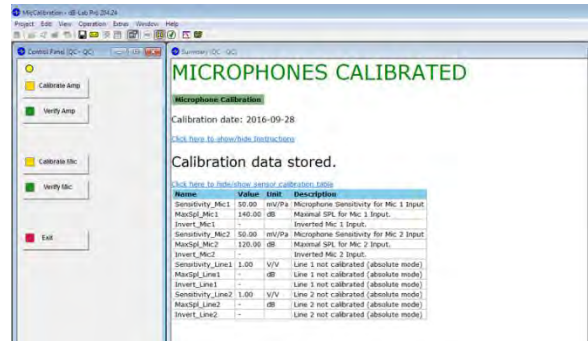 MicCalibration - dB-Lab Pro 204.24
Project Edit View Operation Extras Window Help
Control Panel (QC - QC)
Calibrate Amp
Verify Amp
Calibrate Mic
Verify Mic
Exit
Summary (QC - QC)
MICROPHONES CALIBRATED
Microphone Calibration
Calibration date: 2016-09-28
Click here to show/hide Instructions
Calibration data stored.
Click here to hide/show sensor calibration table
Name Value Unit Description
Sensitivity_Mic1 50.00 mV/Pa Microphone Sensitivity for Mic 1 Input
MaxSpl_Mic1 140.00 dB Maximal SPL for Mic 1 Input.
Invert_Mic1 - Inverted Mic 1 Input.
Sensitivity_Mic2 50.00 mV/Pa Microphone Sensitivity for Mic 2 Input
MaxSpl_Mic2 120.00 dB Maximal SPL for Mic 2 Input.
Invert_Mic2 - Inverted Mic 2 Input.
Sensitivity_Line1 1.00 V/V Line 1 not calibrated (absolute mode)
MaxSpl_Line1 - dB Line 1 not calibrated (absolute mode)
Invert_Line1 - Line 1 not calibrated (absolute mode)
Sensitivity_Line2 1.00 V/V Line 2 not calibrated (absolute mode)
MaxSpl_Line2 - dB Line 2 not calibrated (absolute mode)
Invert_Line2 - Line 2 not calibrated (absolute mode)